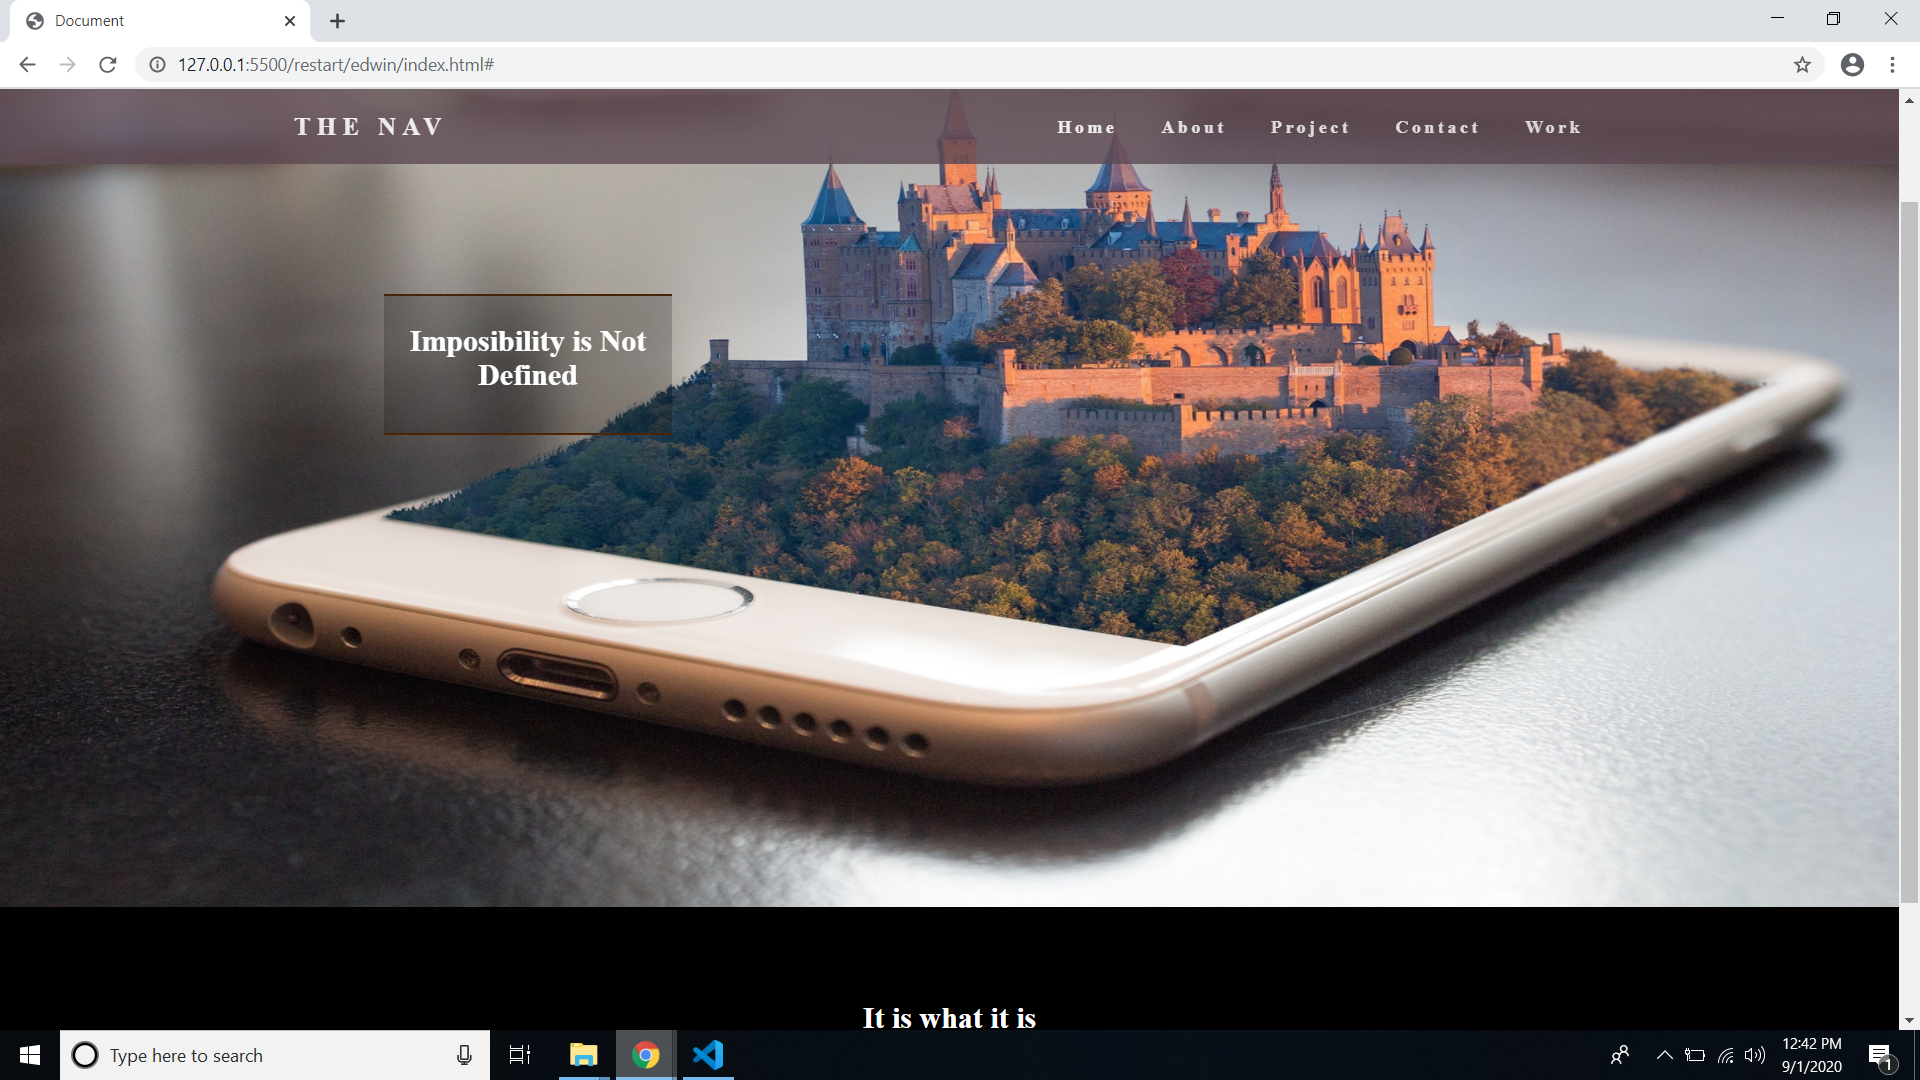 Document
127.0.0.1:5500/restart/edwin/index.html#
THE NAV
Home About Project Contact Work
Imposibility is Not
Defined
It is what it is
Type here to search
12:42 PM
9/1/2020
1